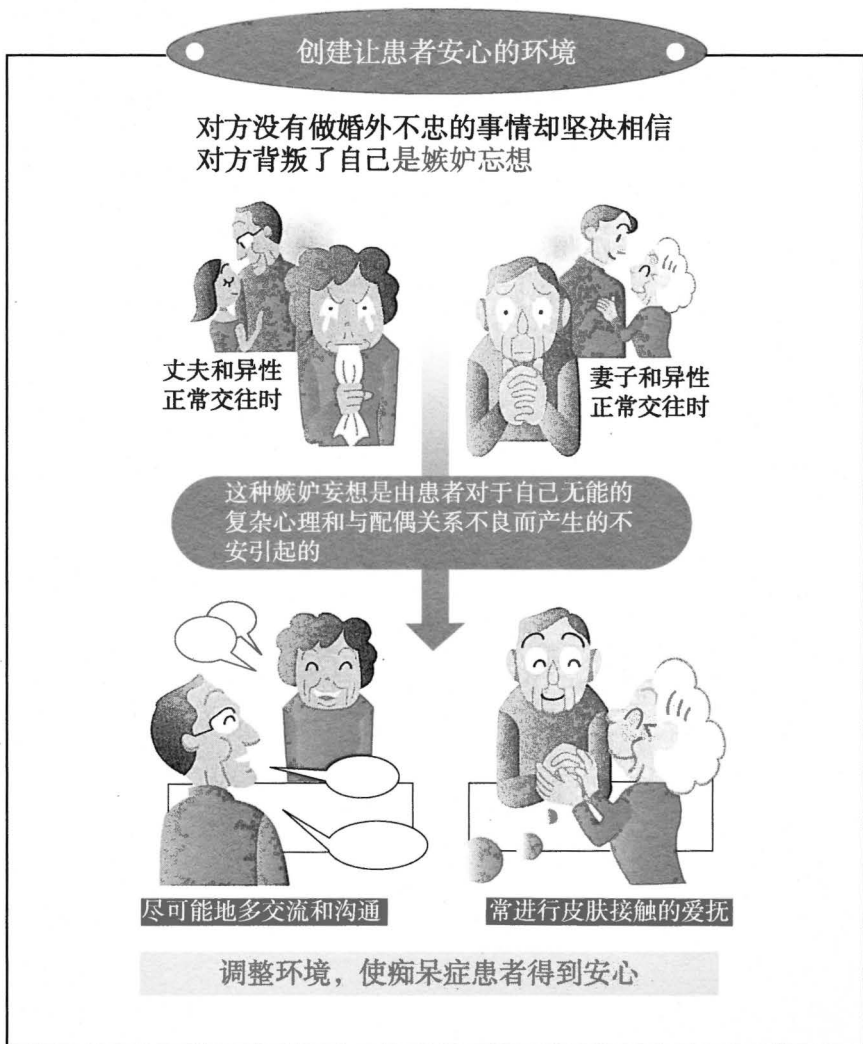 创建让患者安心的环境
对方没有做婚外不忠的事情却坚决相信
对方背叛了自己是嫉妒忘想
丈夫和异性
正常交往时
妻子和异性
正常交往时
这种嫉妒妄想是由患者对于自己无能的
复杂心理和与配偶关系不良而产生的不
安引起的
尽可能地多交流和沟通
常进行皮肤接触的爱抚
调整环境，使痴呆症患者得到安心